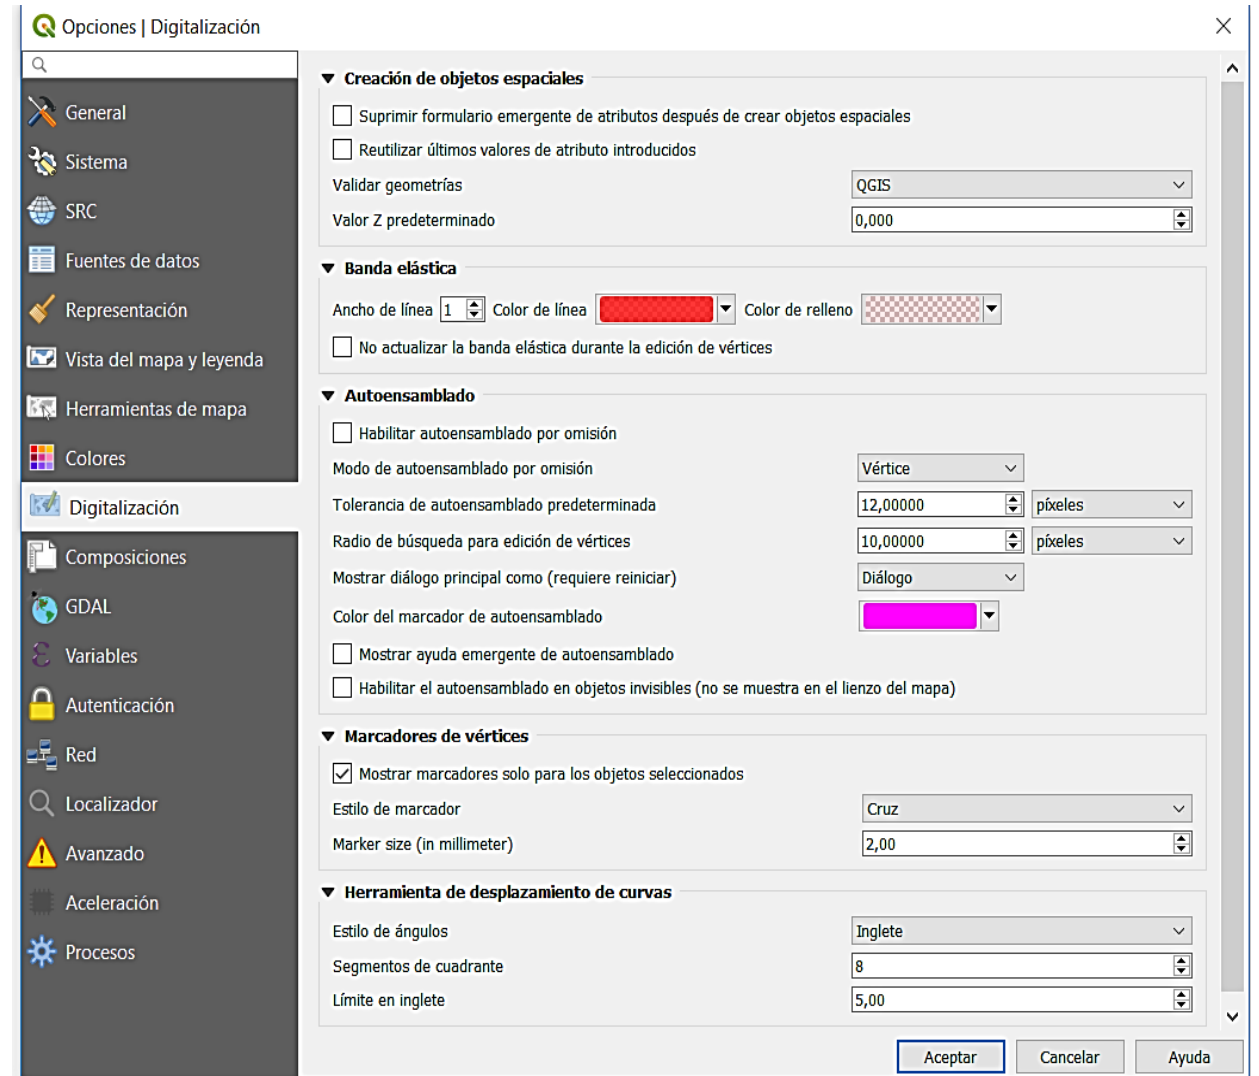 Opciones | Digitalización
General
Sistema
SRC
Fuentes de datos
Representación
Vista del mapa y leyenda
Herramientas de mapa
Colores
Digitalización
Composiciones
GDAL
Variables
Autenticación
Red
Localizador
Avanzado
Aceleración
Procesos
Creación de objetos espaciales
Suprimir formulario emergente de atributos después de crear objetos espaciales
Reutilizar últimos valores de atributo introducidos
Validar geometrías QGIS
Valor Z predeterminado 0,000
Banda elástica
Ancho de línea 1 Color de línea Color de relleno
No actualizar la banda elástica durante la edición de vértices
Autoensamblado
Habilitar autoensamblado por omisión
Modo de autoensamblado por omisión Vértice
Tolerancia de autoensamblado predeterminada 12,00000 píxeles
Radio de búsqueda para edición de vértices 10,00000 píxeles
Mostrar diálogo principal como (requiere reiniciar) Diálogo
Color del marcador de autoensamblado
Mostrar ayuda emergente de autoensamblado
Habilitar el autoensamblado en objetos invisibles (no se muestra en el lienzo del mapa)
Marcadores de vértices
Mostrar marcadores solo para los objetos seleccionados
Estilo de marcador Cruz
Marker size (in millimeter) 2,00
Herramienta de desplazamiento de curvas
Estilo de ángulos Inglete
Segmentos de cuadrante 8
Límite en inglete 5,00
Aceptar Cancelar Ayuda